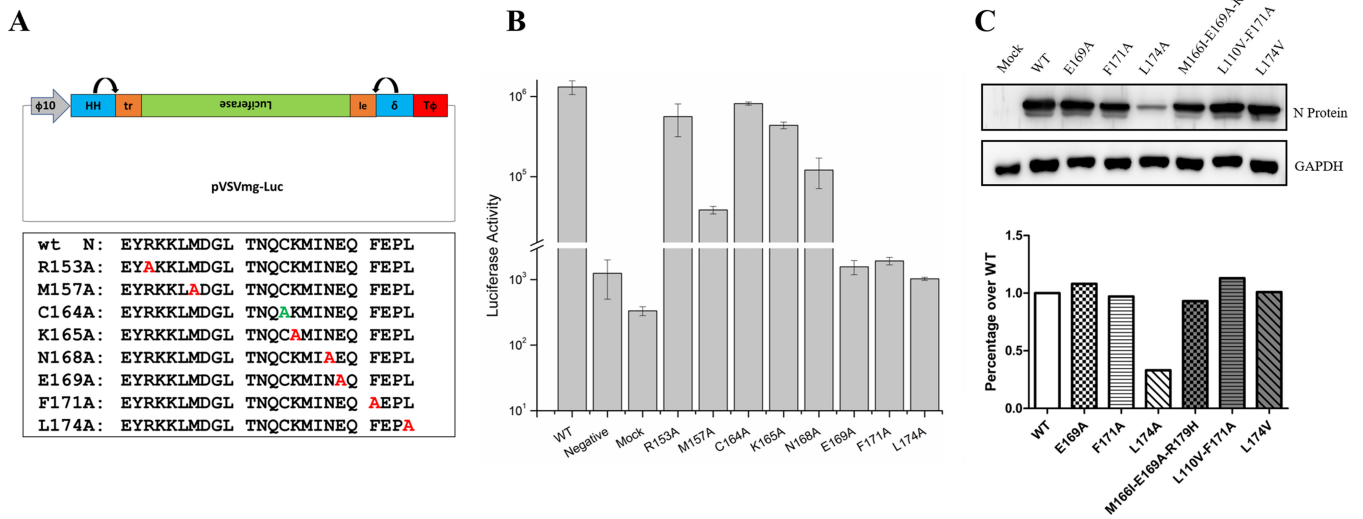 A
ϕ10
HH
tr
Luciferase
le
δ
Tϕ
pVSVmg-Luc
wt N: EYRKKLMDGL TNQCKMINEQ FEPL
R153A: EYAKKLMDGL TNQCKMINEQ FEPL
M157A: EYRKKLADGL TNQCKMINEQ FEPL
C164A: EYRKKLMDGL TNQAKMINEQ FEPL
K165A: EYRKKLMDGL TNQCAMINEQ FEPL
N168A: EYRKKLMDGL TNQCKMIAEQ FEPL
E169A: EYRKKLMDGL TNQCKMINAQ FEPL
F171A: EYRKKLMDGL TNQCKMINEQ AEPL
L174A: EYRKKLMDGL TNQCKMINEQ FEPA
B
Luciferase Activity
10⁶
10⁵
10³
10²
10¹
WT
Negative
Mock
R153A
M157A
C164A
K165A
N168A
E169A
F171A
L174A
C
Mock
WT
E169A
F171A
L174A
M166I-E169A-R
L110V-F171A
L174V
N Protein
GAPDH
Percentage over WT
1.5
1.0
0.5
0.0
WT
E169A
F171A
L174A
M166I-E169A-R179H
L110V-F171A
L174V